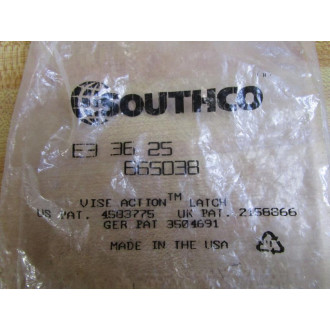 SOUTHCO
E3 36 25
665038
VISE ACTION™ LATCH
US PAT. 4583775 UK PAT. 2158866
GER PAT 3504691
MADE IN THE USA